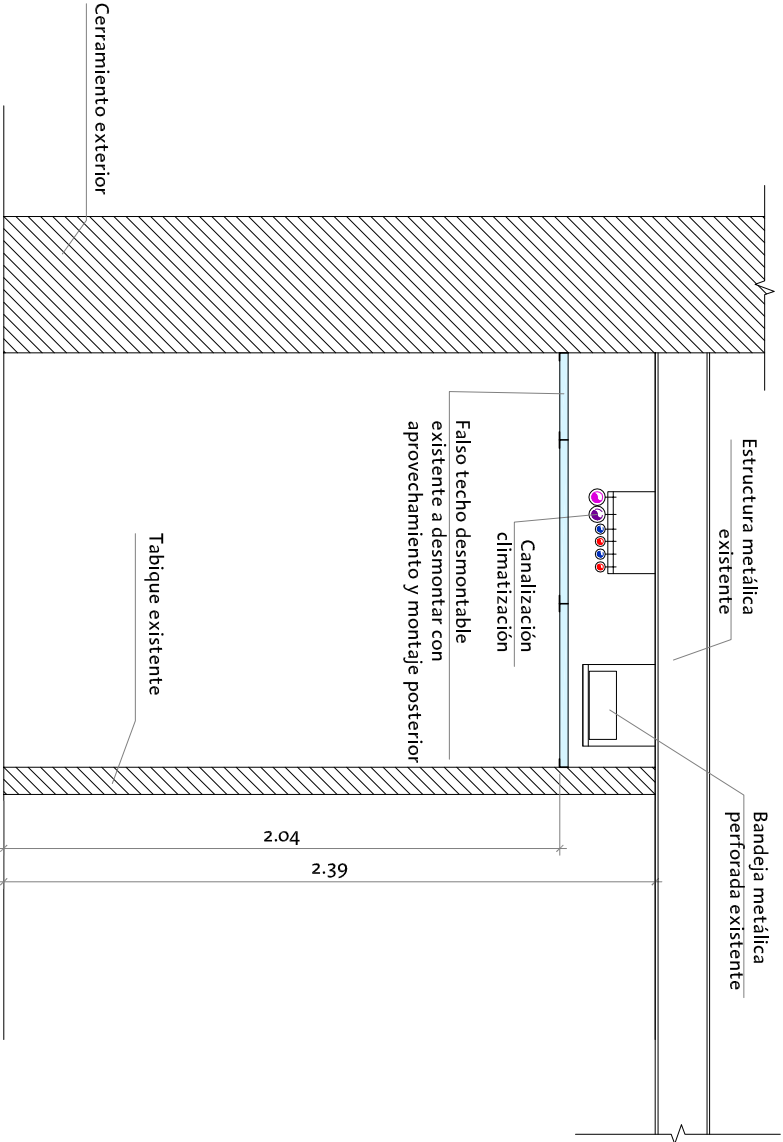 Cerramiento exterior
Estructura metálica
existente
Bandeja metálica
perforada existente
Canalización
climatización
Falso techo desmontable
existente a desmontar con
aprovechamiento y montaje posterior
Tabique existente
2.04
2.39